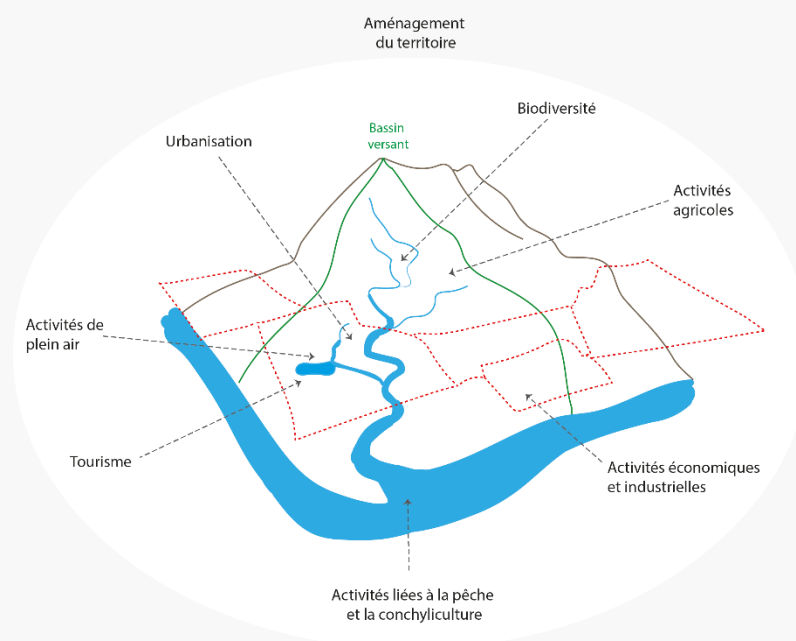 Aménagement
du territoire
Biodiversité
Bassin
versant
Urbanisation
Activités
agricoles
Activités de
plein air
Tourisme
Activités économiques
et industrielles
Activités liées à la pêche
et la conchyliculture